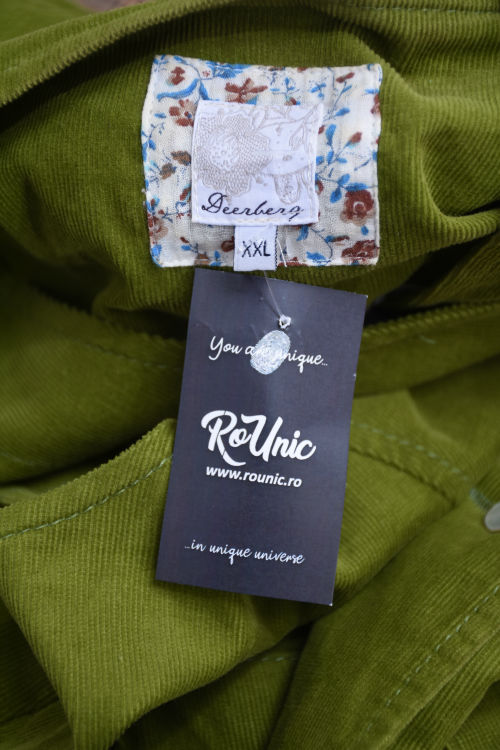 Deerberg
XXL
You are unique...
RoUnic
www.rounic.ro
...in unique universe